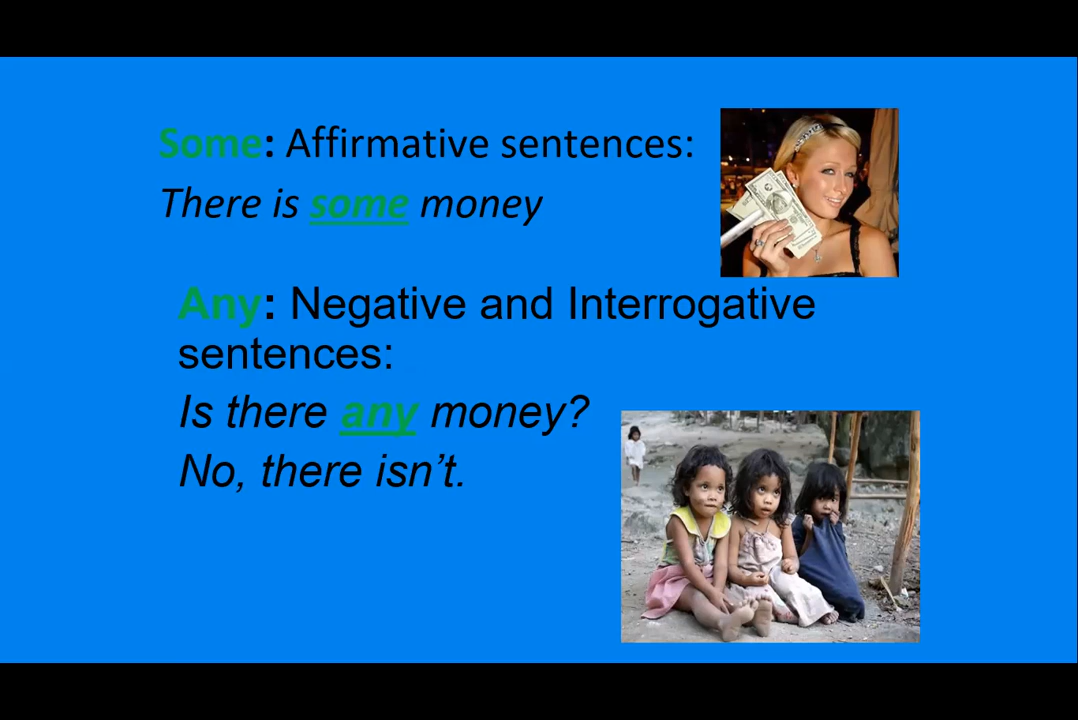 Some: Affirmative sentences:
There is some money
Any: Negative and Interrogative
sentences:
Is there any money?
No, there isn’t.